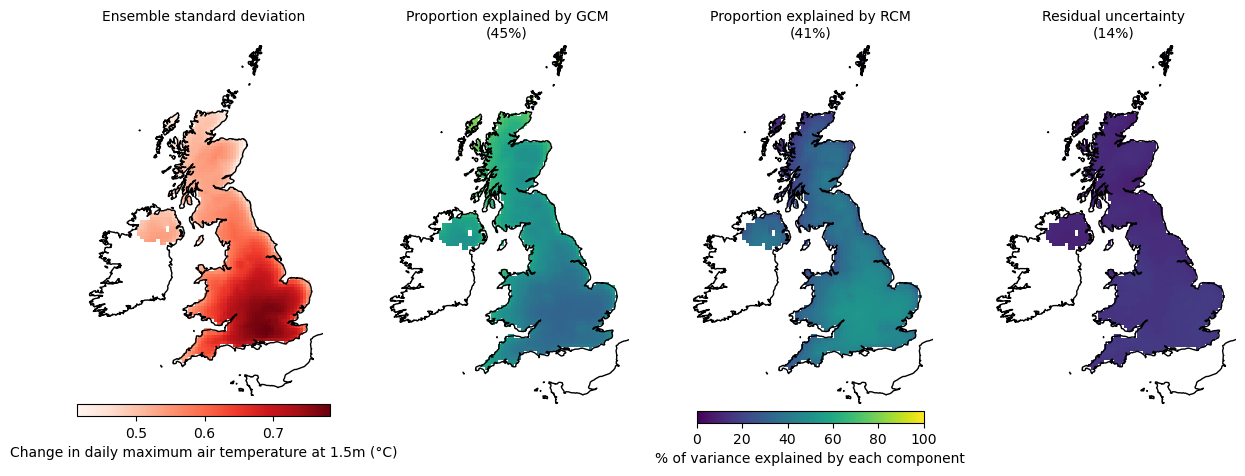 Ensemble standard deviation
Proportion explained by GCM
(45%)
Proportion explained by RCM
(41%)
Residual uncertainty
(14%)
0.5 0.6 0.7
Change in daily maximum air temperature at 1.5m (°C)
0 20 40 60 80 100
% of variance explained by each component